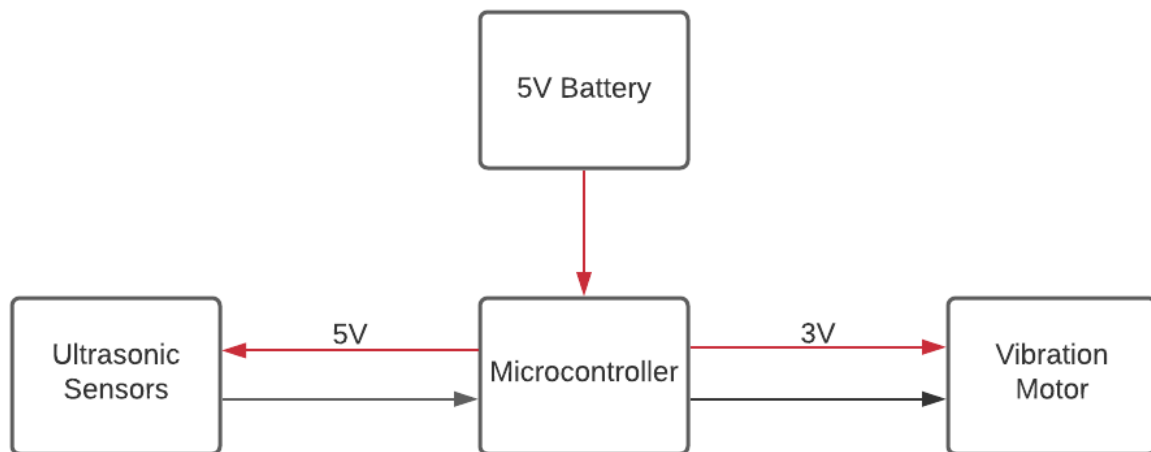 5V Battery
5V
3V
Ultrasonic
Sensors
Microcontroller
Vibration
Motor